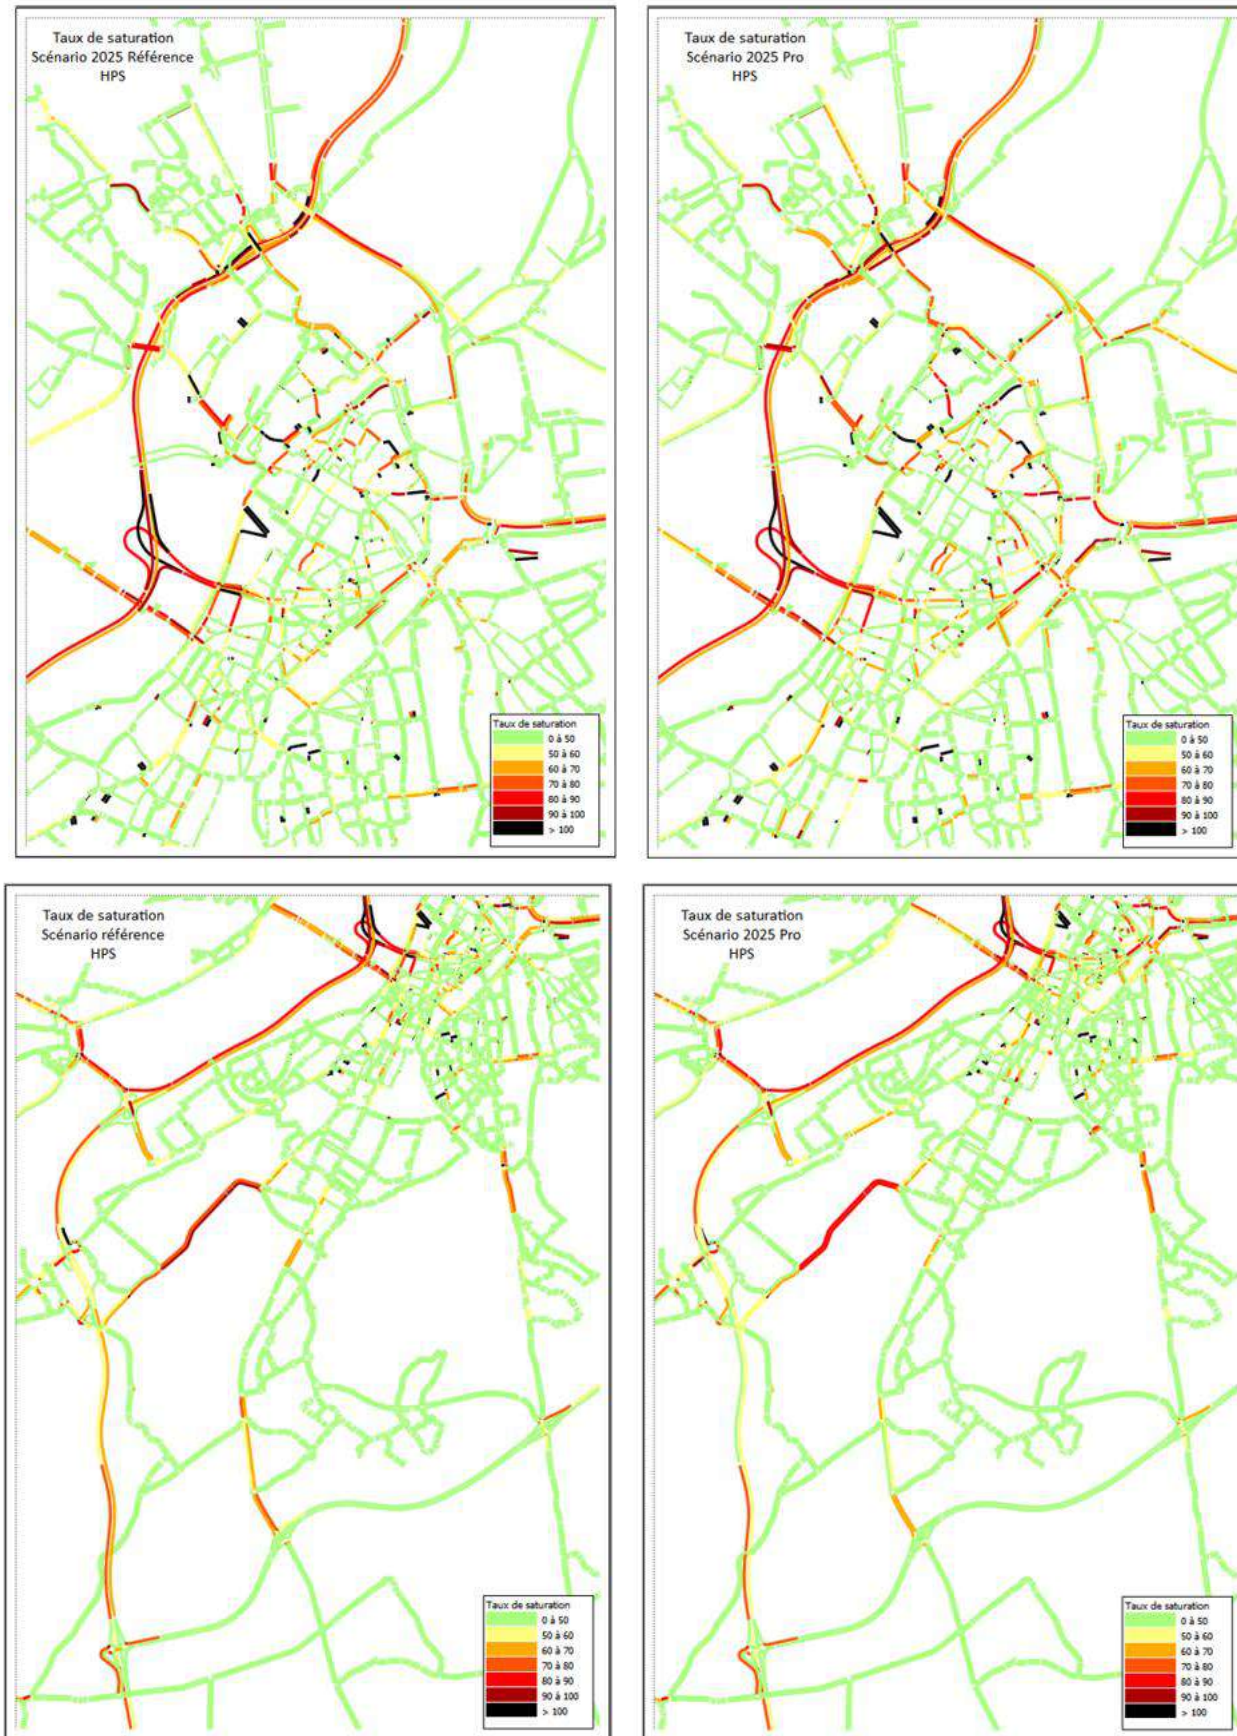 Taux de saturation
Scénario 2025 Référence
HPS
Taux de saturation
0 à 50
50 à 60
60 à 70
70 à 80
80 à 90
90 à 100
> 100
Taux de saturation
Scénario 2025 Pro
HPS
Taux de saturation
0 à 50
50 à 60
60 à 70
70 à 80
80 à 90
90 à 100
> 100
Taux de saturation
Scénario référence
HPS
Taux de saturation
0 à 50
50 à 60
60 à 70
70 à 80
80 à 90
90 à 100
> 100
Taux de saturation
Scénario 2025 Pro
HPS
Taux de saturation
0 à 50
50 à 60
60 à 70
70 à 80
80 à 90
90 à 100
> 100